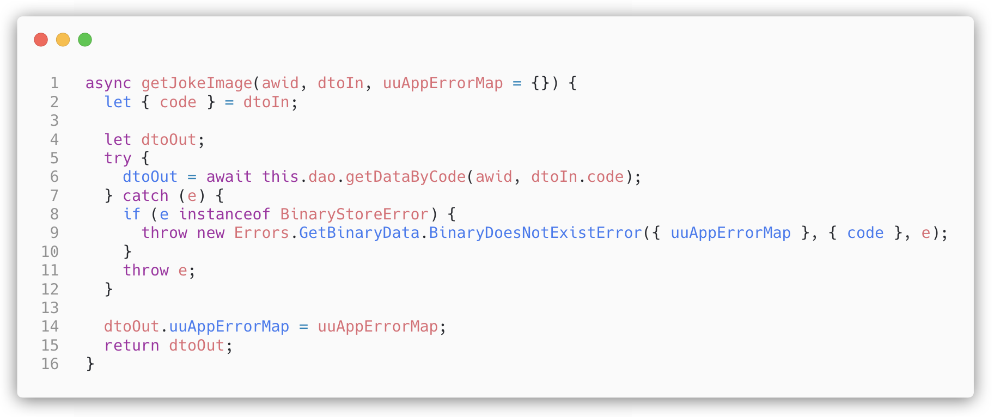 1 async getJokeImage(awid, dtoIn, uuAppErrorMap = {}) {
2 let { code } = dtoIn;
3
4 let dtoOut;
5 try {
6 dtoOut = await this.dao.getDataByCode(awid, dtoIn.code);
7 } catch (e) {
8 if (e instanceof BinaryStoreError) {
9 throw new Errors.GetBinaryData.BinaryDoesNotExistError({ uuAppErrorMap }, { code }, e);
10 }
11 throw e;
12 }
13
14 dtoOut.uuAppErrorMap = uuAppErrorMap;
15 return dtoOut;
16 }